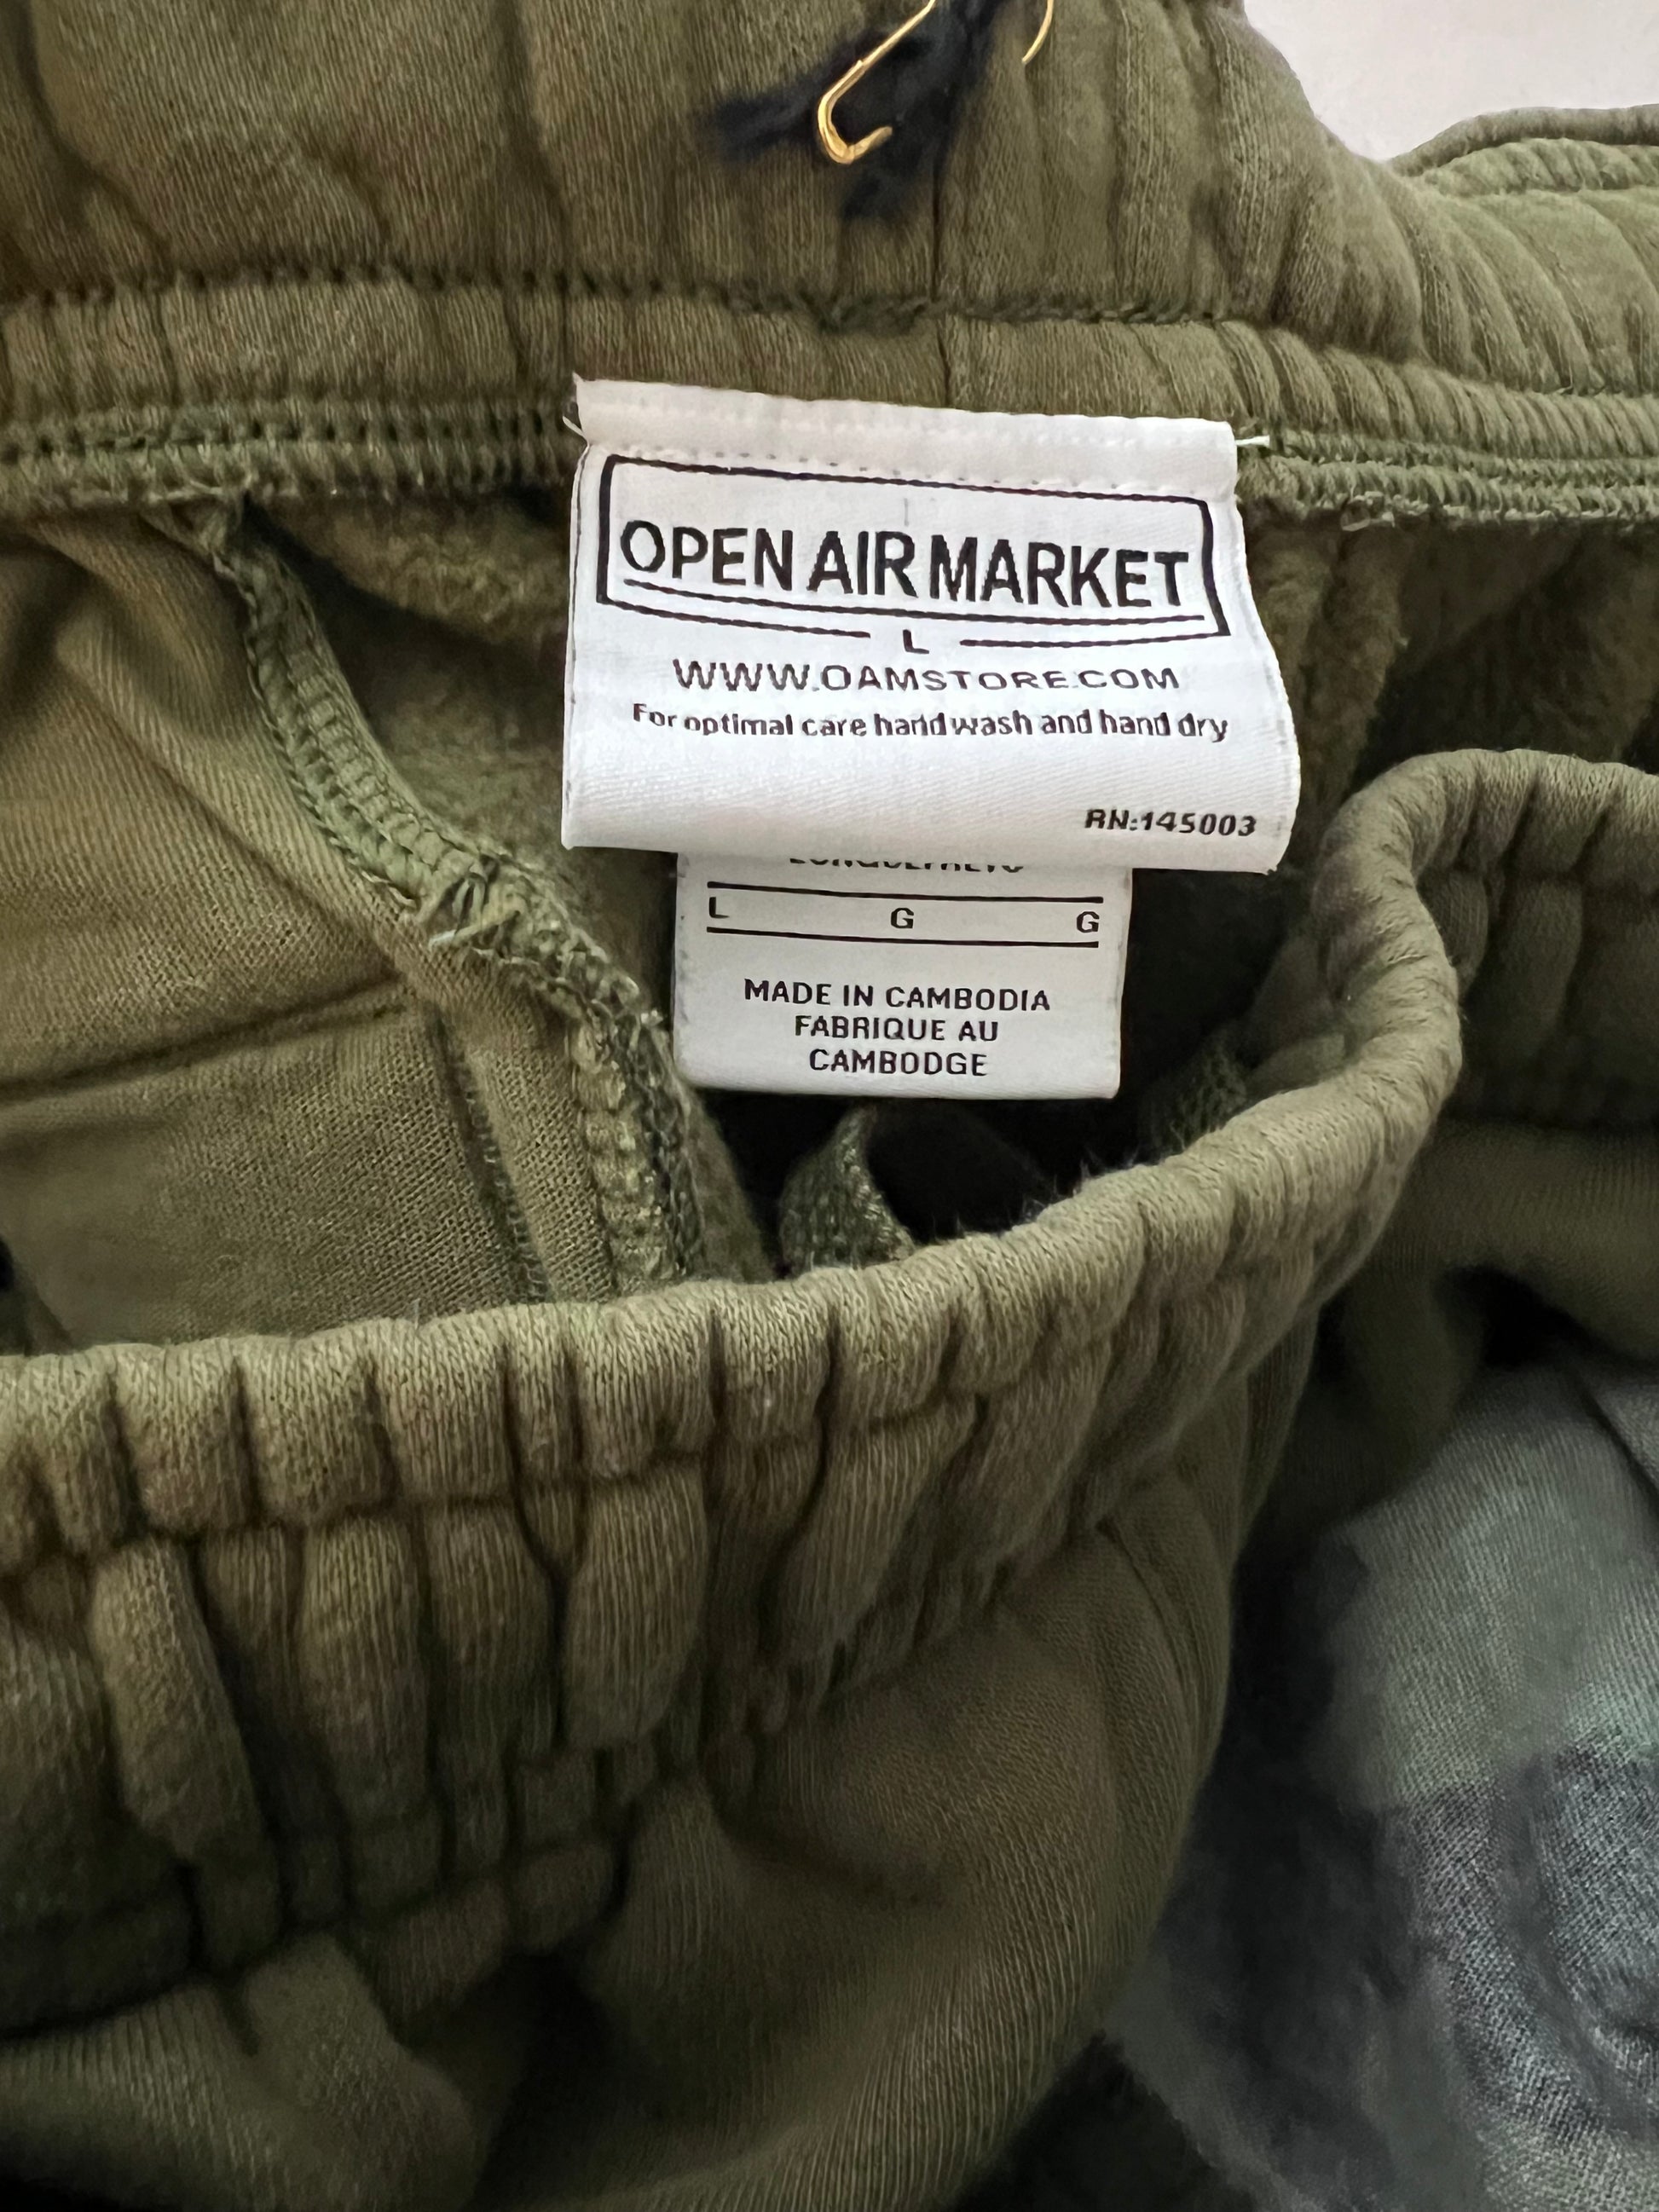 OPEN AIR MARKET
L
WWW.OAMSTORE.COM
For optimal care hand wash and hand dry
RN:145003
L G G
MADE IN CAMBODIA
FABRIQUE AU
CAMBODGE